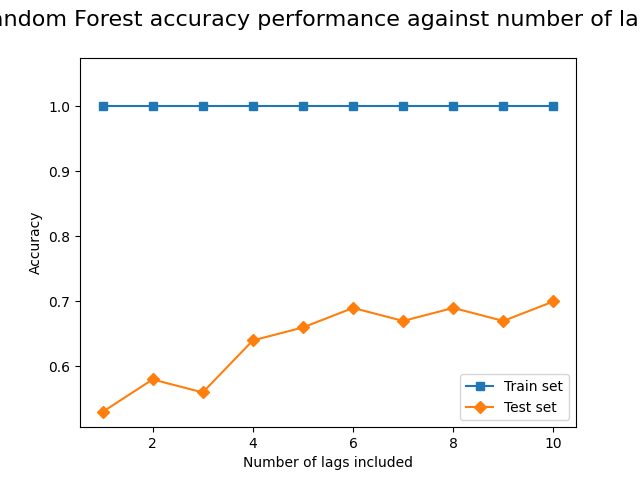 andom Forest accuracy performance against number of la
1.0
0.9
0.8
0.7
0.6
Accuracy
Train set
Test set
2 4 6 8 10
Number of lags included